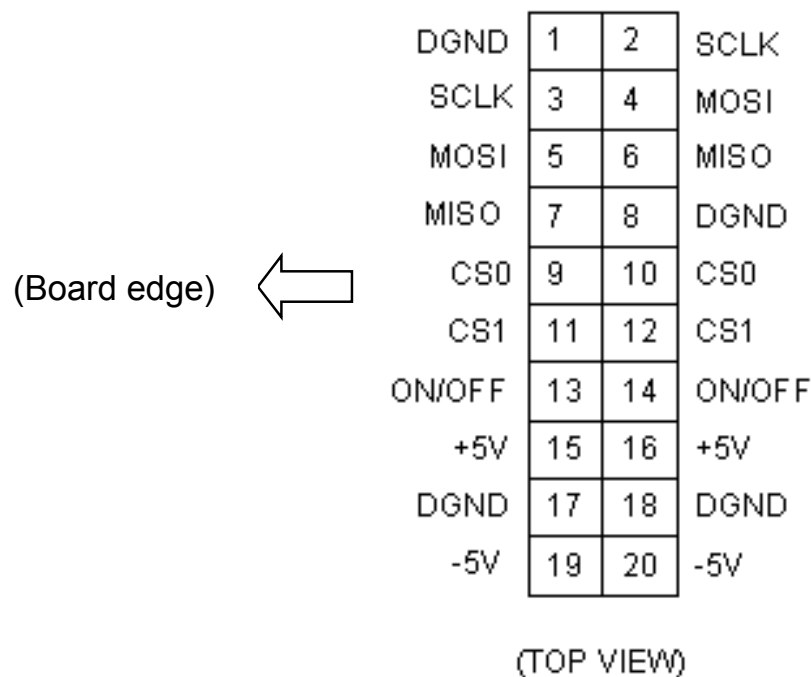 DGND 1 2 SCLK
SCLK 3 4 MOSI
MOSI 5 6 MISO
MISO 7 8 DGND
(Board edge) CS0 9 10 CS0
CS1 11 12 CS1
ON/OFF 13 14 ON/OFF
+5V 15 16 +5V
DGND 17 18 DGND
-5V 19 20 -5V
(TOP VIEW)